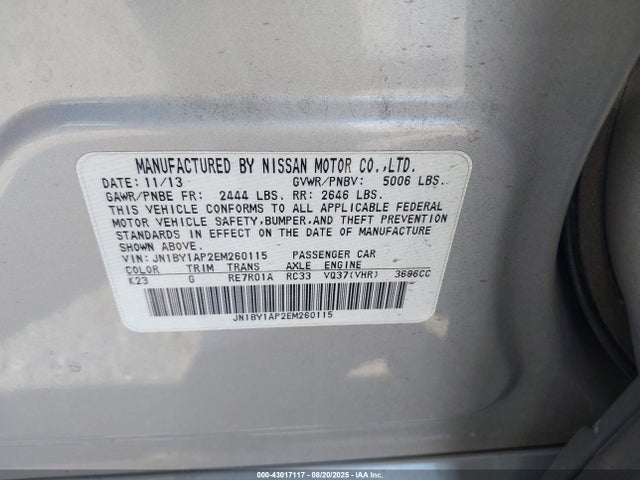 MANUFACTURED BY NISSAN MOTOR CO.,LTD.
DATE: 11/13 GVWR/PNBV: 5006 LBS.
GAWR/PNBE FR: 2444 LBS. RR: 2646 LBS.
THIS VEHICLE CONFORMS TO ALL APPLICABLE FEDERAL
MOTOR VEHICLE SAFETY,BUMPER,AND THEFT PREVENTION
STANDARDS IN EFFECT ON THE DATE OF MANUFACTURE
SHOWN ABOVE.
VIN: JN1BY1AP2EM260115 PASSENGER CAR
COLOR TRIM TRANS AXLE ENGINE
K23 G RE7R01A RC33 VQ37(VHR) 3696CC
JN1BY1AP2EM260115
000-43017117 - 08/20/2025 - IAAI.COM